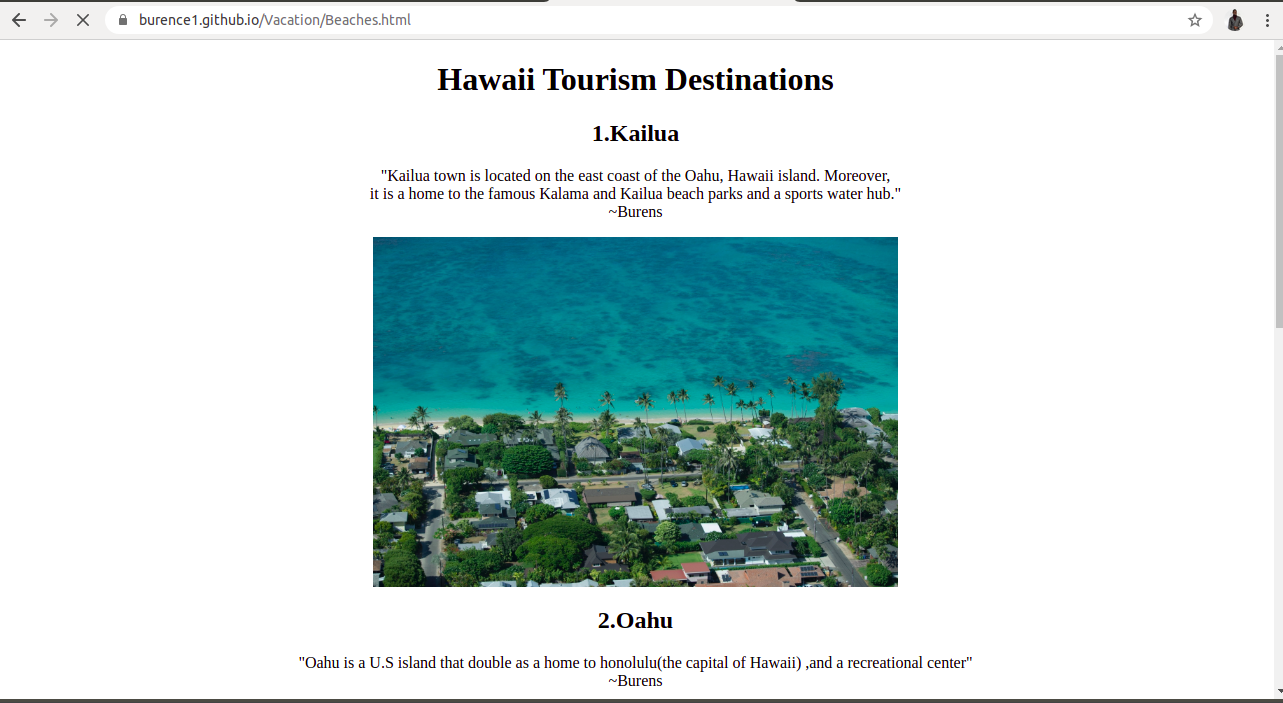 burence1.github.io/Vacation/Beaches.html
Hawaii Tourism Destinations
1.Kailua
"Kailua town is located on the east coast of the Oahu, Hawaii island. Moreover,
it is a home to the famous Kalama and Kailua beach parks and a sports water hub."
~Burens
2.Oahu
"Oahu is a U.S island that double as a home to honolulu(the capital of Hawaii) ,and a recreational center"
~Burens